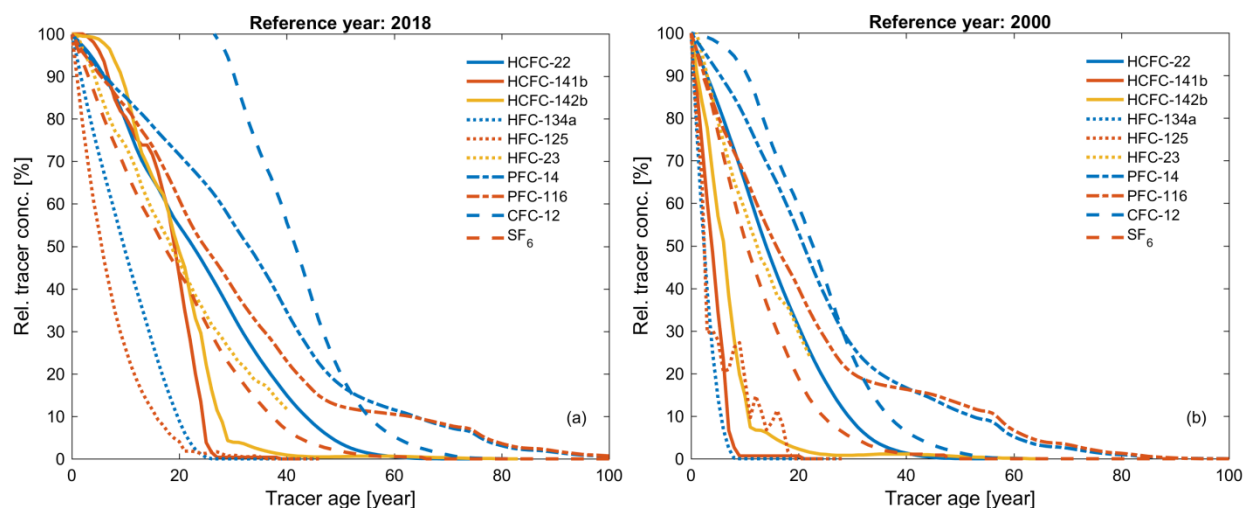 Reference year: 2018
Rel. tracer conc. [%]
100
90
80
70
60
50
40
30
20
10
0
HCFC-22
HCFC-141b
HCFC-142b
HFC-134a
HFC-125
HFC-23
PFC-14
PFC-116
CFC-12
SF6
(a)
0 20 40 60 80 100
Tracer age [year]
Reference year: 2000
Rel. tracer conc. [%]
100
90
80
70
60
50
40
30
20
10
0
HCFC-22
HCFC-141b
HCFC-142b
HFC-134a
HFC-125
HFC-23
PFC-14
PFC-116
CFC-12
SF6
(b)
0 20 40 60 80 100
Tracer age [year]